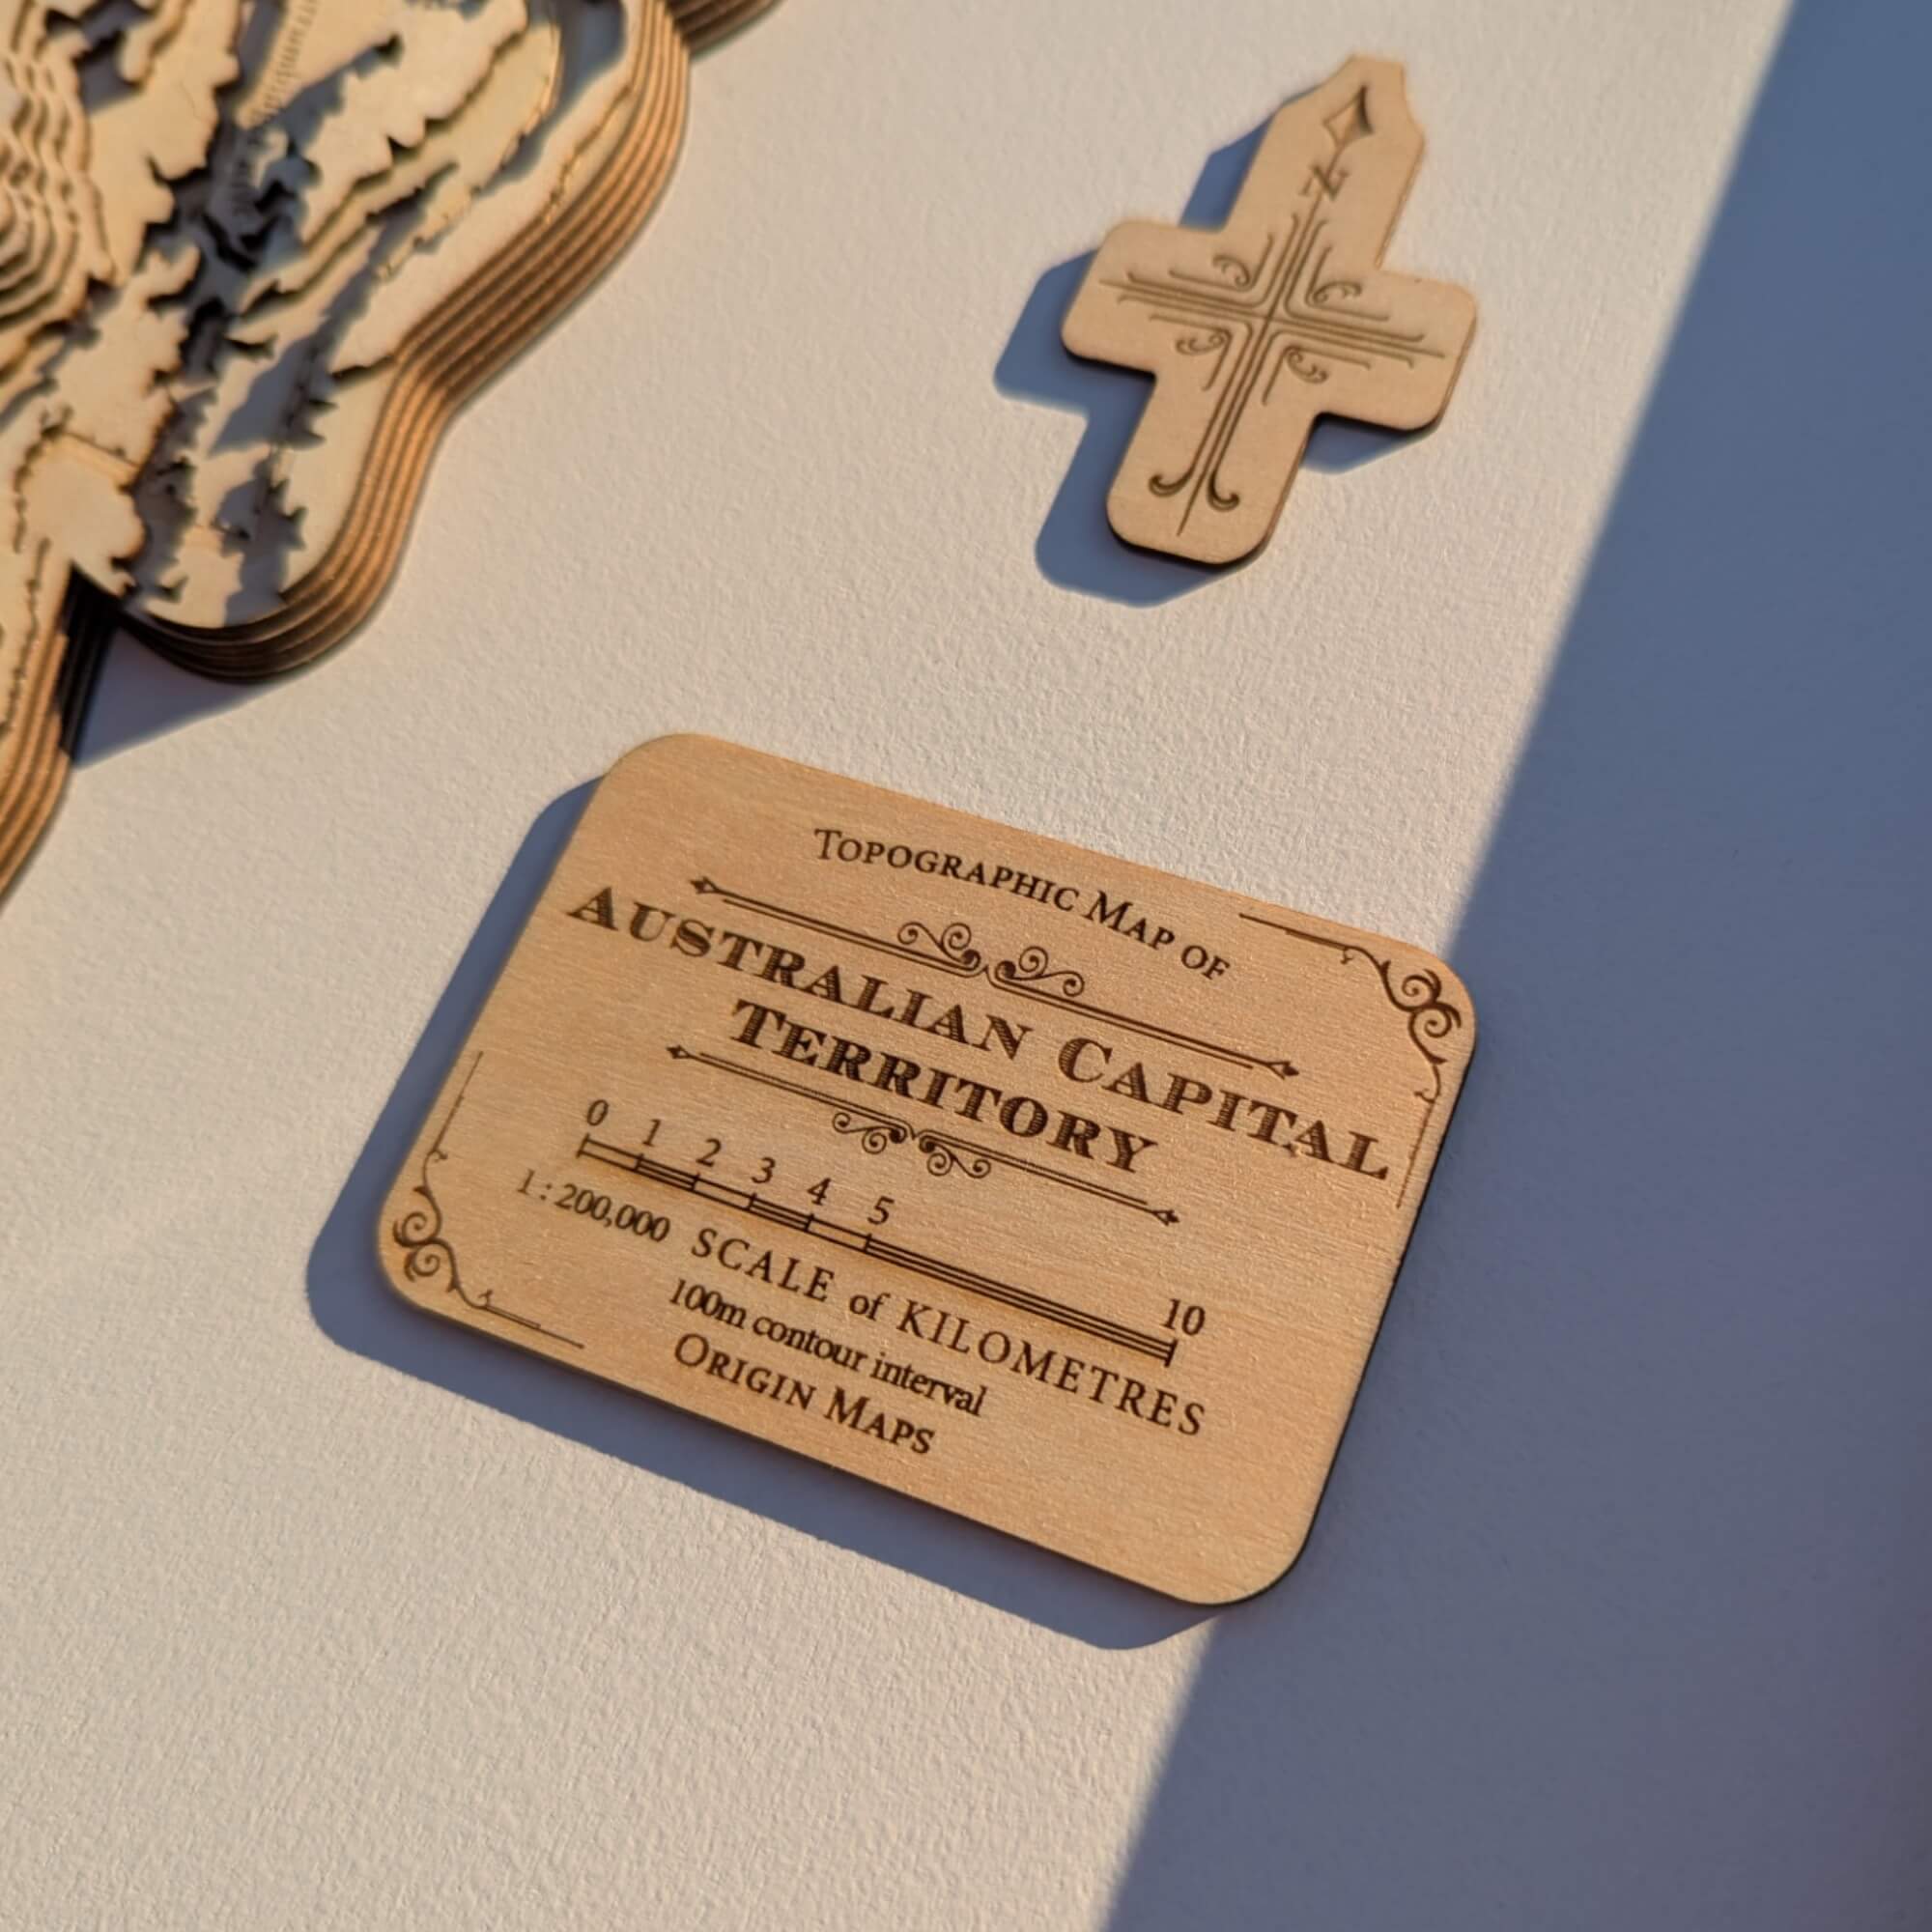 N
Topographic Map of
Australian Capital
Territory
0 1 2 3 4 5 10
1 : 200,000 SCALE of KILOMETRES
100m contour interval
Origin Maps